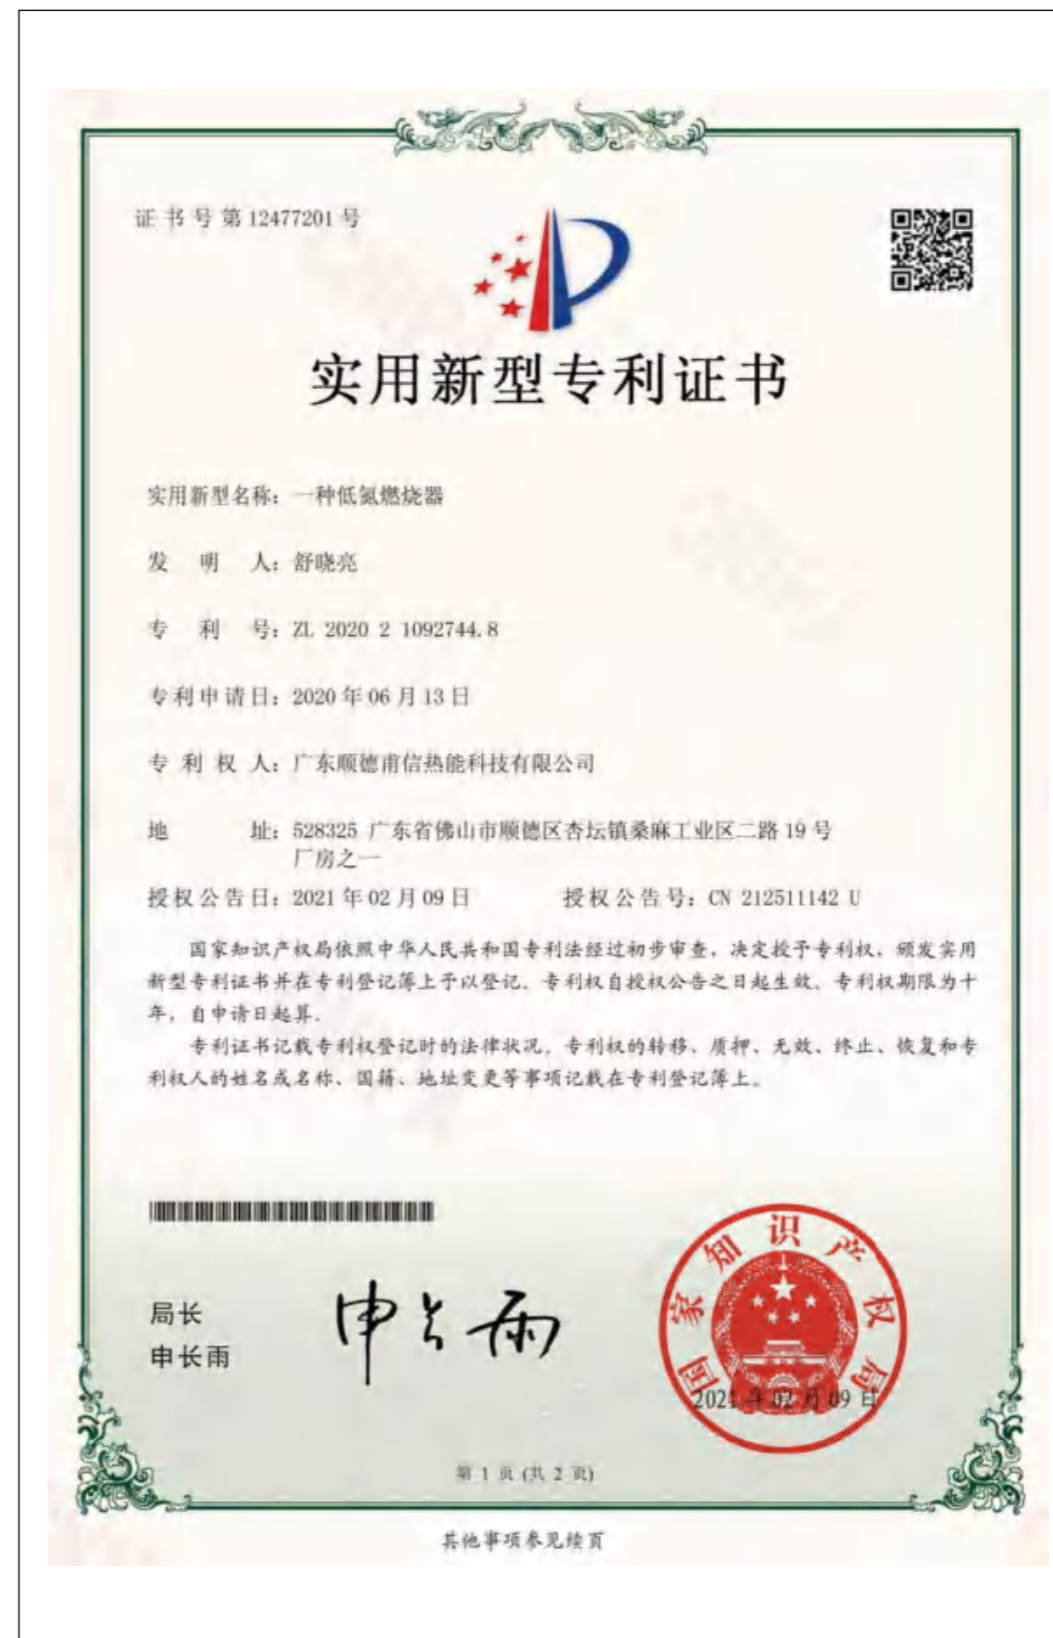 证书号第12477201号
实用新型专利证书
实用新型名称：一种低氮燃烧器
发明人：舒晓亮
专利号：ZL 2020 2 1092744.8
专利申请日：2020年06月13日
专利权人：广东顺德甫信热能科技有限公司
地址：528325 广东省佛山市顺德区杏坛镇桑麻工业区二路19号
厂房之一
授权公告日：2021年02月09日 授权公告号：CN 212511142 U
国家知识产权局依照中华人民共和国专利法经过初步审查，决定授予专利权，颁发实用
新型专利证书并在专利登记簿上予以登记。专利权自授权公告之日起生效。专利权期限为十
年，自申请日起算。
专利证书记载专利权登记时的法律状况。专利权的转移、质押、无效、终止、恢复和专
利权人的姓名或名称、国籍、地址变更等事项记载在专利登记簿上。
局长
申长雨
申长雨
国家知识产权局
2021年02月09日
第 1 页 (共 2 页)
其他事项参见续页